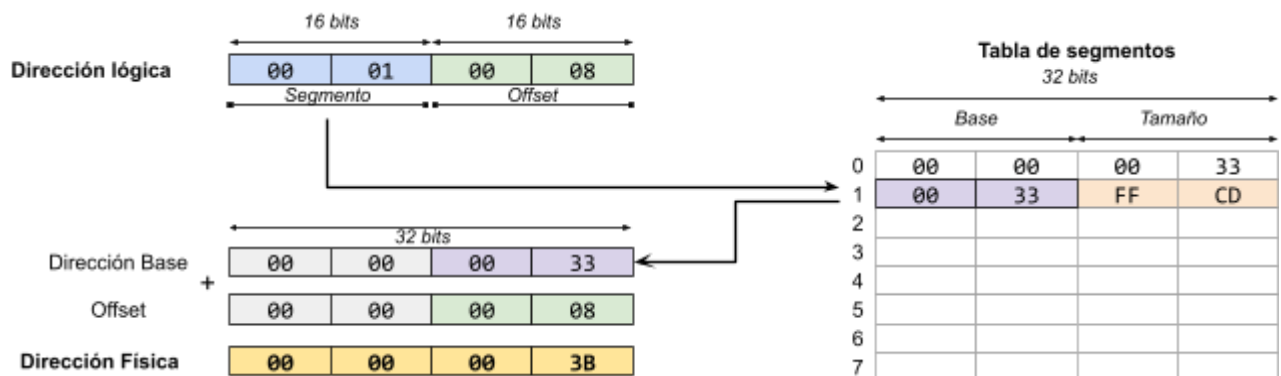 16 bits 16 bits
Dirección lógica 00 01 00 08
Segmento Offset
Tabla de segmentos
32 bits
Base Tamaño
0 00 00 00 33
1 00 33 FF CD
2
3
4
5
6
7
32 bits
Dirección Base 00 00 00 33
+
Offset 00 00 00 08
Dirección Física 00 00 00 3B